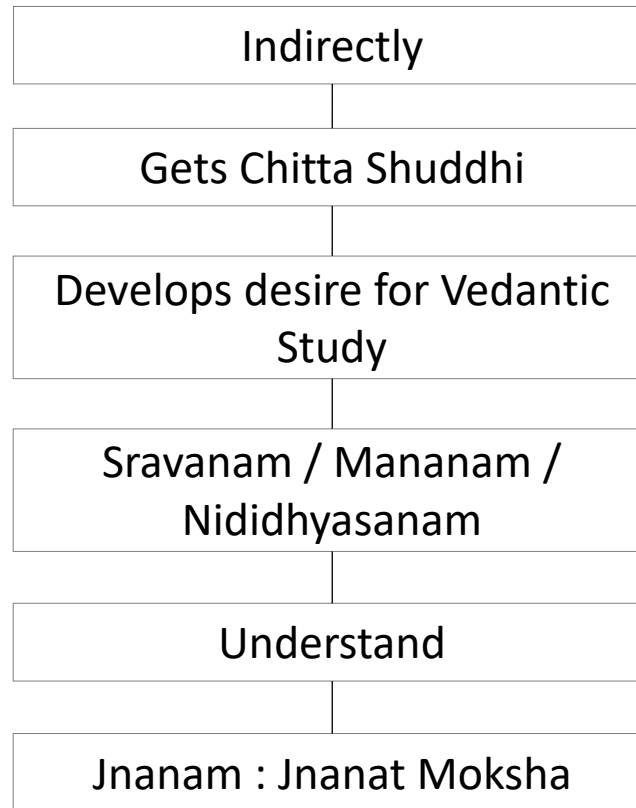 Indirectly
Gets Chitta Shuddhi
Develops desire for Vedantic
Study
Sravanam / Mananam /
Nididhyasanam
Understand
Jnanam : Jnanat Moksha